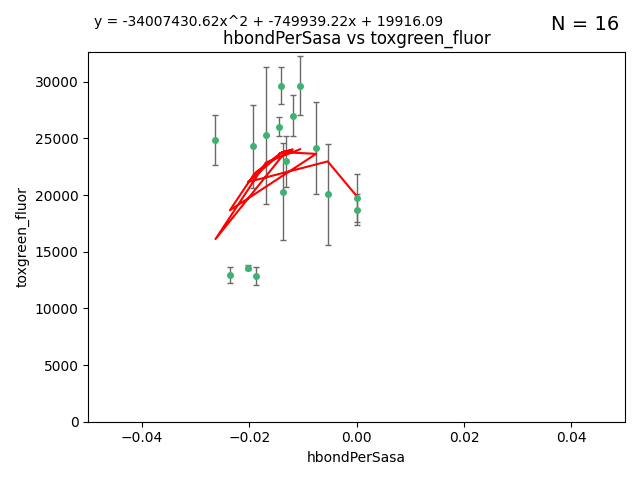 y = -34007430.62x^2 + -749939.22x + 19916.09
N = 16
hbondPerSasa vs toxgreen_fluor
toxgreen_fluor
30000
25000
20000
15000
10000
5000
0
−0.04
−0.02
0.00
0.02
0.04
hbondPerSasa